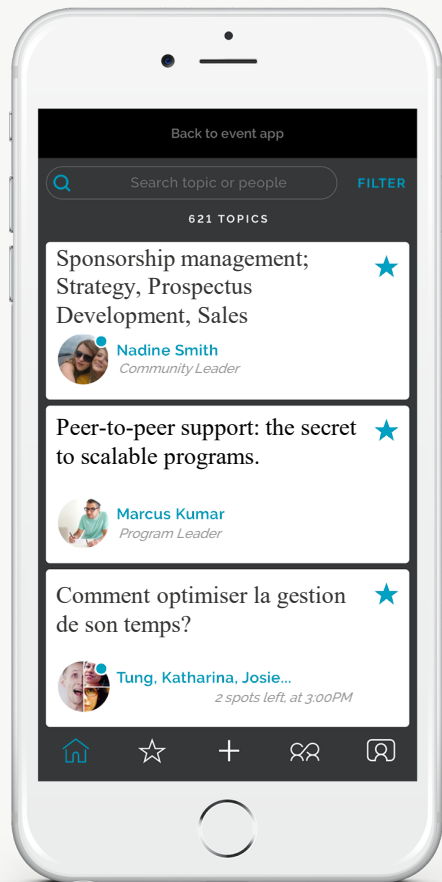 Back to event app
Search topic or people
FILTER
621 TOPICS
Sponsorship management;
Strategy, Prospectus
Development, Sales
Nadine Smith
Community Leader
Peer-to-peer support: the secret
to scalable programs.
Marcus Kumar
Program Leader
Comment optimiser la gestion
de son temps?
Tung, Katharina, Josie...
2 spots left, at 3:00PM